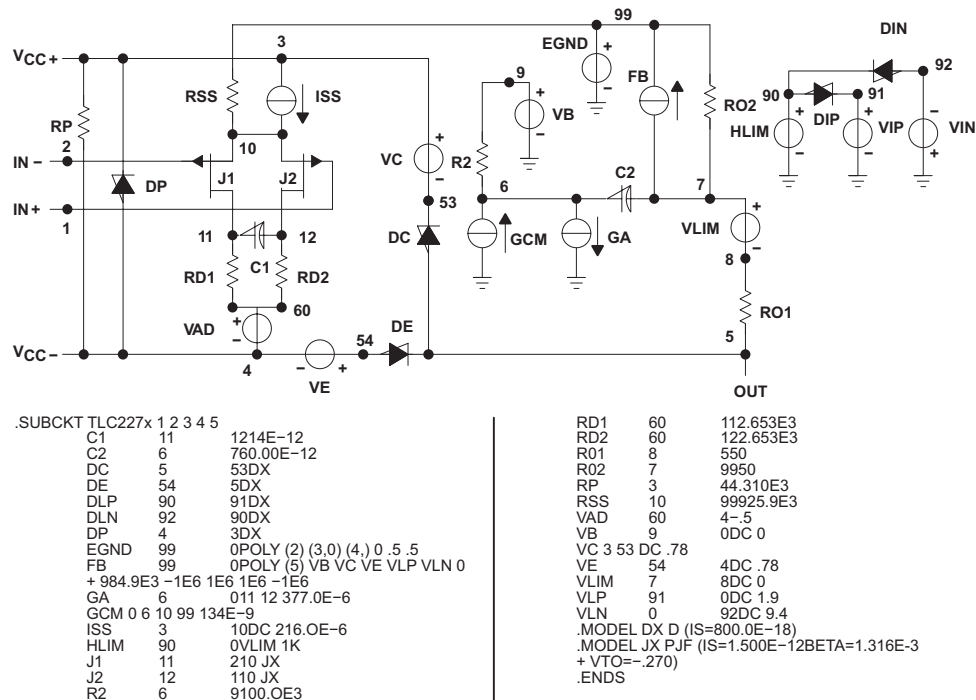 99
3
DIN
VCC+
EGND
92
9
FB
RSS
ISS
90
91
RO2
VB
RP
2
10
HLIM
DIP
VIP
VIN
IN −
VC
R2
J1
J2
C2
DP
6
7
IN+
53
1
GCM
GA
VLIM
11
12
DC
C1
8
RD1
RD2
60
RO1
VAD
DE
5
54
VCC−
4
VE
OUT
.SUBCKT TLC227x 1 2 3 4 5
C1 11 1214E−12
C2 6 760.00E−12
DC 5 53DX
DE 54 5DX
DLP 90 91DX
DLN 92 90DX
DP 4 3DX
EGND 99 0POLY (2) (3,0) (4,) 0 .5 .5
FB 99 0POLY (5) VB VC VE VLP VLN 0
+ 984.9E3 −1E6 1E6 1E6 −1E6
GA 6 011 12 377.0E−6
GCM 0 6 10 99 134E−9
ISS 3 10DC 216.OE−6
HLIM 90 0VLIM 1K
J1 11 210 JX
J2 12 110 JX
R2 6 9100.OE3
RD1 60 112.653E3
RD2 60 122.653E3
R01 8 550
R02 7 9950
RP 3 44.310E3
RSS 10 99925.9E3
VAD 60 4−.5
VB 9 0DC 0
VC 3 53 DC .78
VE 54 4DC .78
VLIM 7 8DC 0
VLP 91 0DC 1.9
VLN 0 92DC 9.4
.MODEL DX D (IS=800.0E−18)
.MODEL JX PJF (IS=1.500E−12BETA=1.316E-3
+ VTO=−.270)
.ENDS